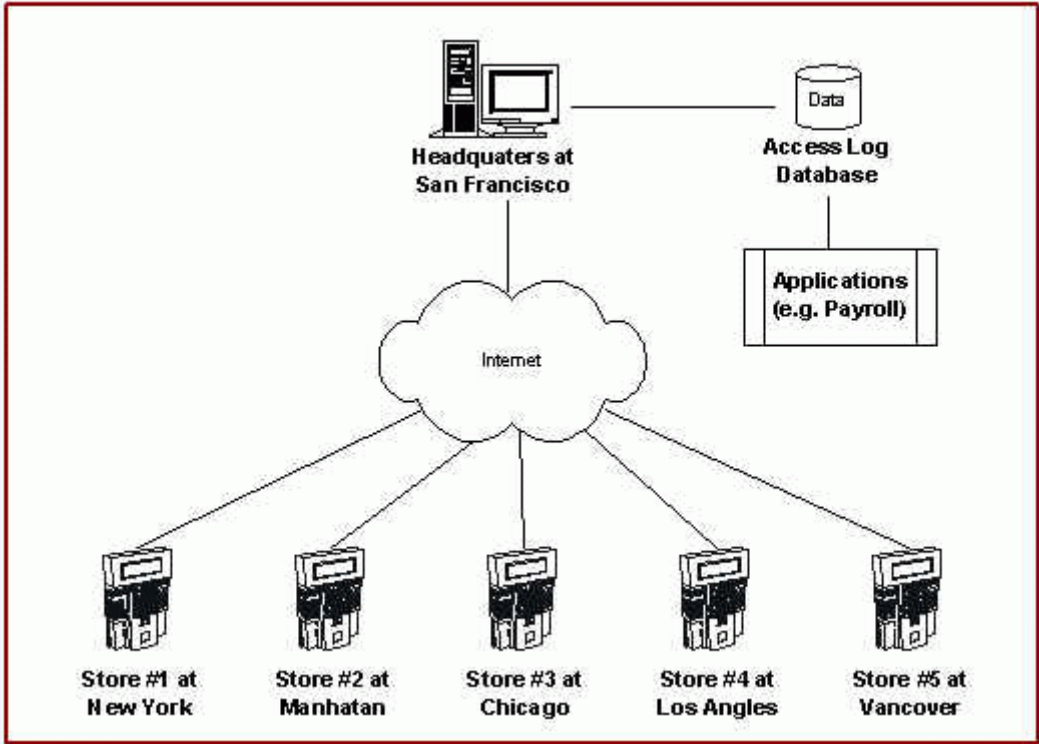 Data
Headquaters at
San Francisco
Access Log
Database
Applications
(e.g. Payroll)
Internet
Store #1 at
New York
Store #2 at
Manhatan
Store #3 at
Chicago
Store #4 at
Los Angles
Store #5 at
Vancover